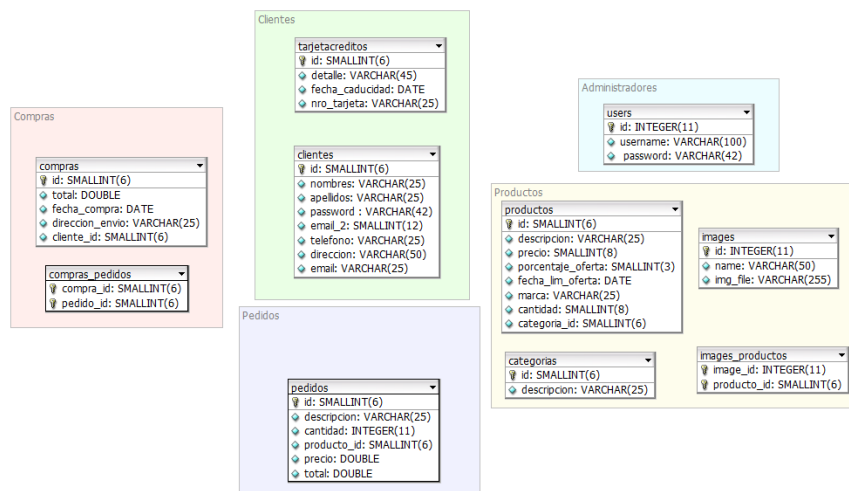 Clientes
tarjetacreditos
id: SMALLINT(6)
detalle: VARCHAR(45)
fecha_caducidad: DATE
nro_tarjeta: VARCHAR(25)
clientes
id: SMALLINT(6)
nombres: VARCHAR(25)
apellidos: VARCHAR(25)
password : VARCHAR(42)
email_2: SMALLINT(12)
telefono: VARCHAR(25)
direccion: VARCHAR(50)
email: VARCHAR(25)
Administradores
users
id: INTEGER(11)
username: VARCHAR(100)
password: VARCHAR(42)
Compras
compras
id: SMALLINT(6)
total: DOUBLE
fecha_compra: DATE
direccion_envio: VARCHAR(25)
cliente_id: SMALLINT(6)
compras_pedidos
compra_id: SMALLINT(6)
pedido_id: SMALLINT(6)
Productos
productos
id: SMALLINT(6)
descripcion: VARCHAR(25)
precio: SMALLINT(8)
porcentaje_oferta: SMALLINT(3)
fecha_lim_oferta: DATE
marca: VARCHAR(25)
cantidad: SMALLINT(8)
categoria_id: SMALLINT(6)
images
id: INTEGER(11)
name: VARCHAR(50)
img_file: VARCHAR(255)
categorias
id: SMALLINT(6)
descripcion: VARCHAR(25)
images_productos
image_id: INTEGER(11)
producto_id: SMALLINT(6)
Pedidos
pedidos
id: SMALLINT(6)
descripcion: VARCHAR(25)
cantidad: INTEGER(11)
producto_id: SMALLINT(6)
precio: DOUBLE
total: DOUBLE